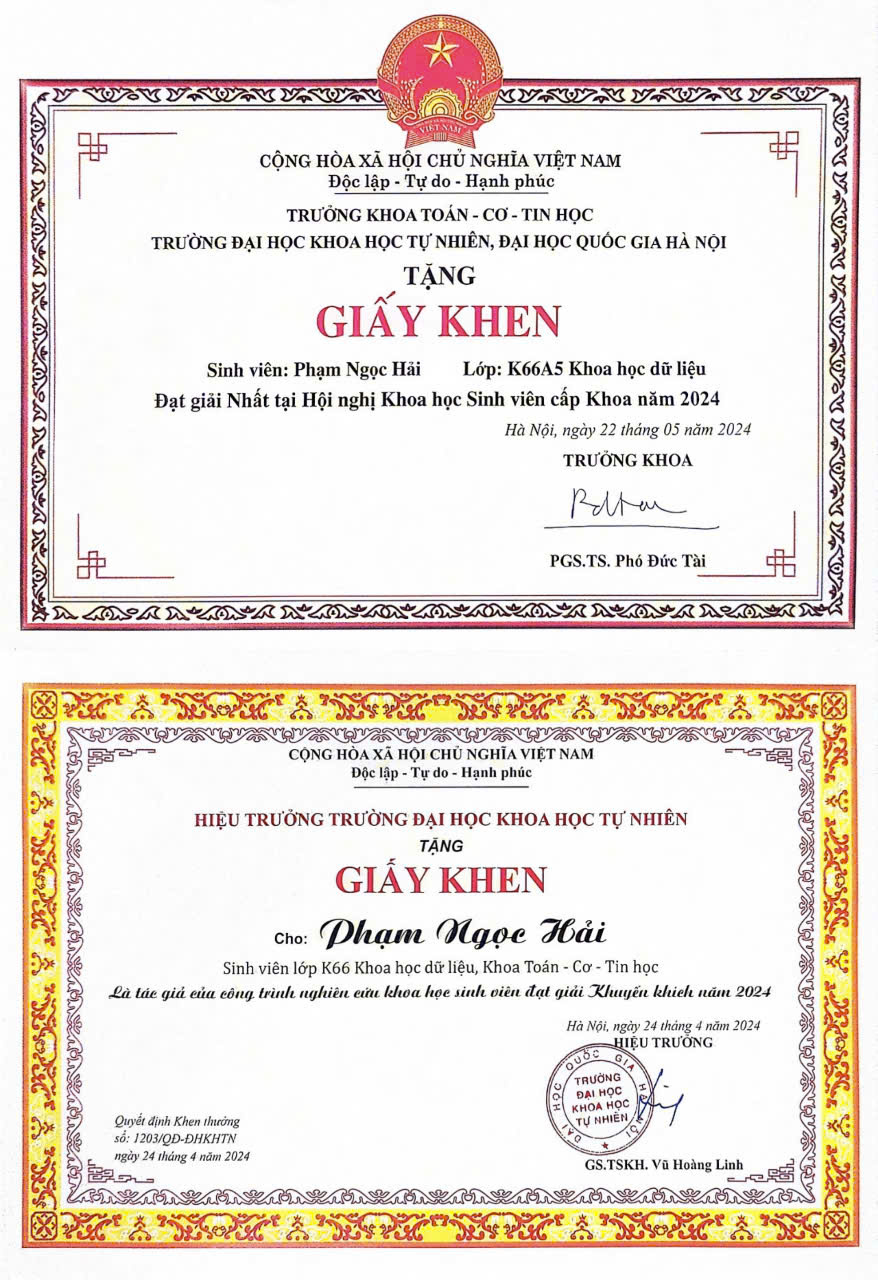 VIỆT NAM
CỘNG HÒA XÃ HỘI CHỦ NGHĨA VIỆT NAM
Độc lập - Tự do - Hạnh phúc
TRƯỞNG KHOA TOÁN - CƠ - TIN HỌC
TRƯỜNG ĐẠI HỌC KHOA HỌC TỰ NHIÊN, ĐẠI HỌC QUỐC GIA HÀ NỘI
TẶNG
GIẤY KHEN
Sinh viên: Phạm Ngọc Hải Lớp: K66A5 Khoa học dữ liệu
Đạt giải Nhất tại Hội nghị Khoa học Sinh viên cấp Khoa năm 2024
Hà Nội, ngày 22 tháng 05 năm 2024
TRƯỞNG KHOA
PGS.TS. Phó Đức Tài
CỘNG HÒA XÃ HỘI CHỦ NGHĨA VIỆT NAM
Độc lập - Tự do - Hạnh phúc
HIỆU TRƯỞNG TRƯỜNG ĐẠI HỌC KHOA HỌC TỰ NHIÊN
TẶNG
GIẤY KHEN
Cho: Phạm Ngọc Hải
Sinh viên lớp K66 Khoa học dữ liệu, Khoa Toán - Cơ - Tin học
Là tác giả của công trình nghiên cứu khoa học sinh viên đạt giải Khuyến khích năm 2024
Hà Nội, ngày 24 tháng 4 năm 2024
HIỆU TRƯỞNG
ĐẠI HỌC QUỐC GIA HÀ NỘI
TRƯỜNG
ĐẠI HỌC
KHOA HỌC
TỰ NHIÊN
Quyết định Khen thưởng
số: 1203/QĐ-ĐHKHTN
ngày 24 tháng 4 năm 2024
GS.TSKH. Vũ Hoàng Linh